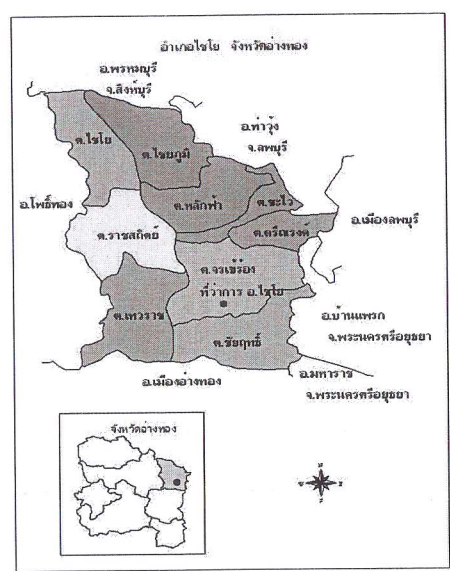 อำเภอไชโย จังหวัดอ่างทอง
อ.พรหมบุรี
จ.สิงห์บุรี
อ.ท่าวุ้ง
จ.ลพบุรี
ต.ไชโย
ต.ไชยภูมิ
อ.โพธิ์ทอง
ต.หลักฟ้า
ต.ชะไว
อ.เมืองลพบุรี
ต.ราชสถิตย์
ต.ตรีณรงค์
ต.จรเข้ร้อง
ที่ว่าการ อ.ไชโย
ต.เทวราช
อ.บ้านแพรก
จ.พระนครศรีอยุธยา
ต.ชัยฤทธิ์
อ.เมืองอ่างทอง
อ.มหาราช
จ.พระนครศรีอยุธยา
จังหวัดอ่างทอง